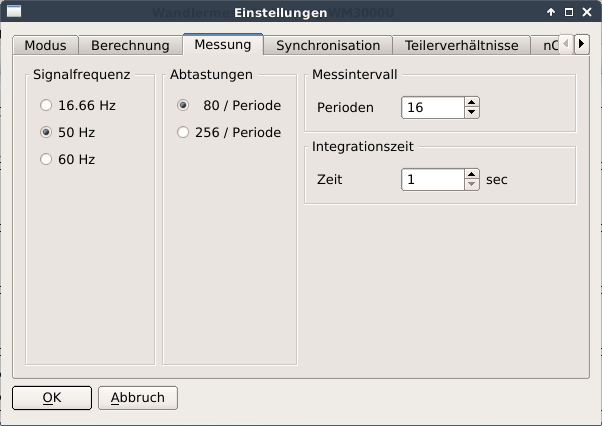 Einstellungen
Modus Berechnung Messung Synchronisation Teilerverhältnisse
Signalfrequenz
16.66 Hz
50 Hz
60 Hz
Abtastungen
80 / Periode
256 / Periode
Messintervall
Perioden 16
Integrationszeit
Zeit 1 sec
OK Abbruch